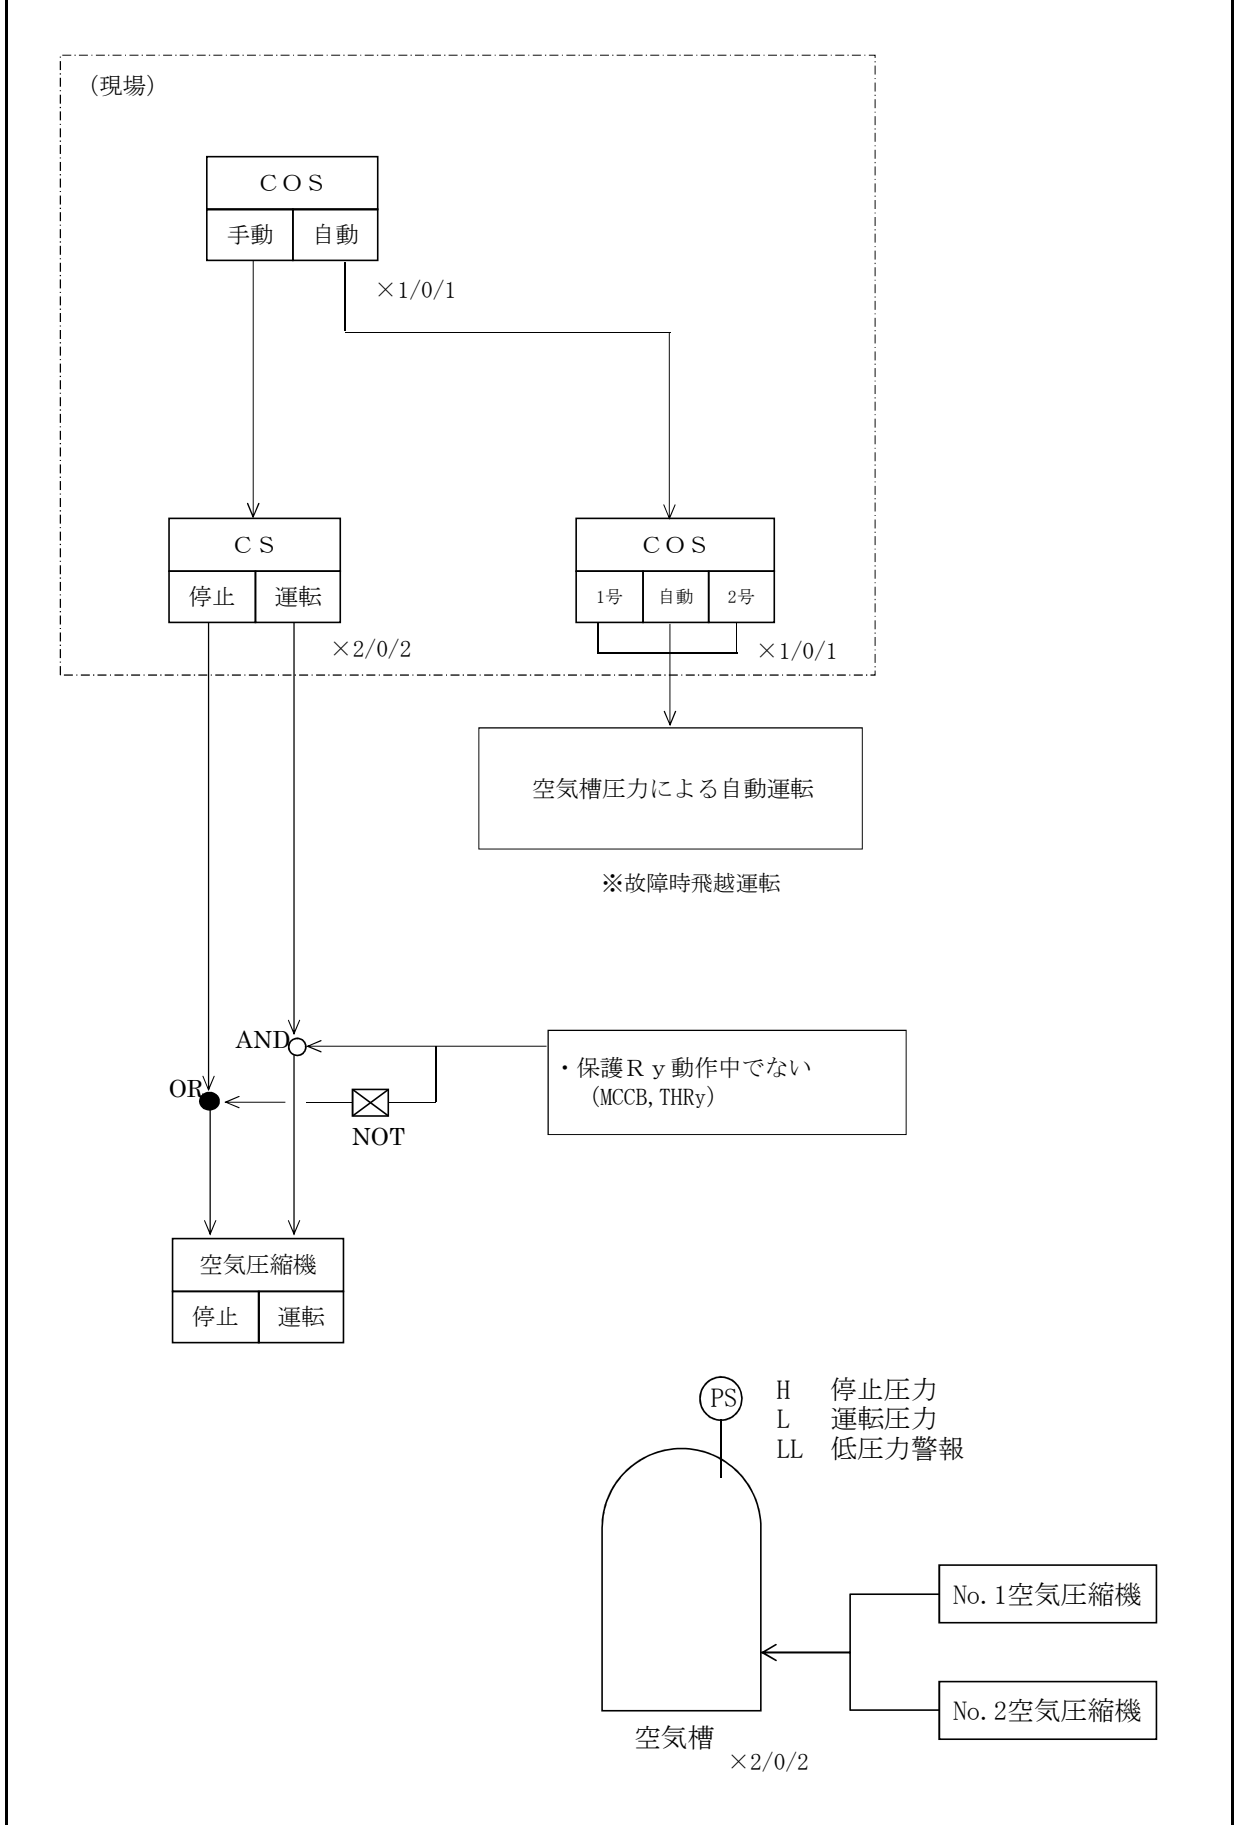 (現場)
COS
手動 自動
×1/0/1
CS
停止 運転
×2/0/2
COS
1号 自動 2号
×1/0/1
空気槽圧力による自動運転
※故障時飛越運転
AND
OR
NOT
・保護Ry動作中でない
(MCCB,THRy)
空気圧縮機
停止 運転
PS
H 停止圧力
L 運転圧力
LL 低圧力警報
No.1空気圧縮機
No.2空気圧縮機
空気槽
×2/0/2